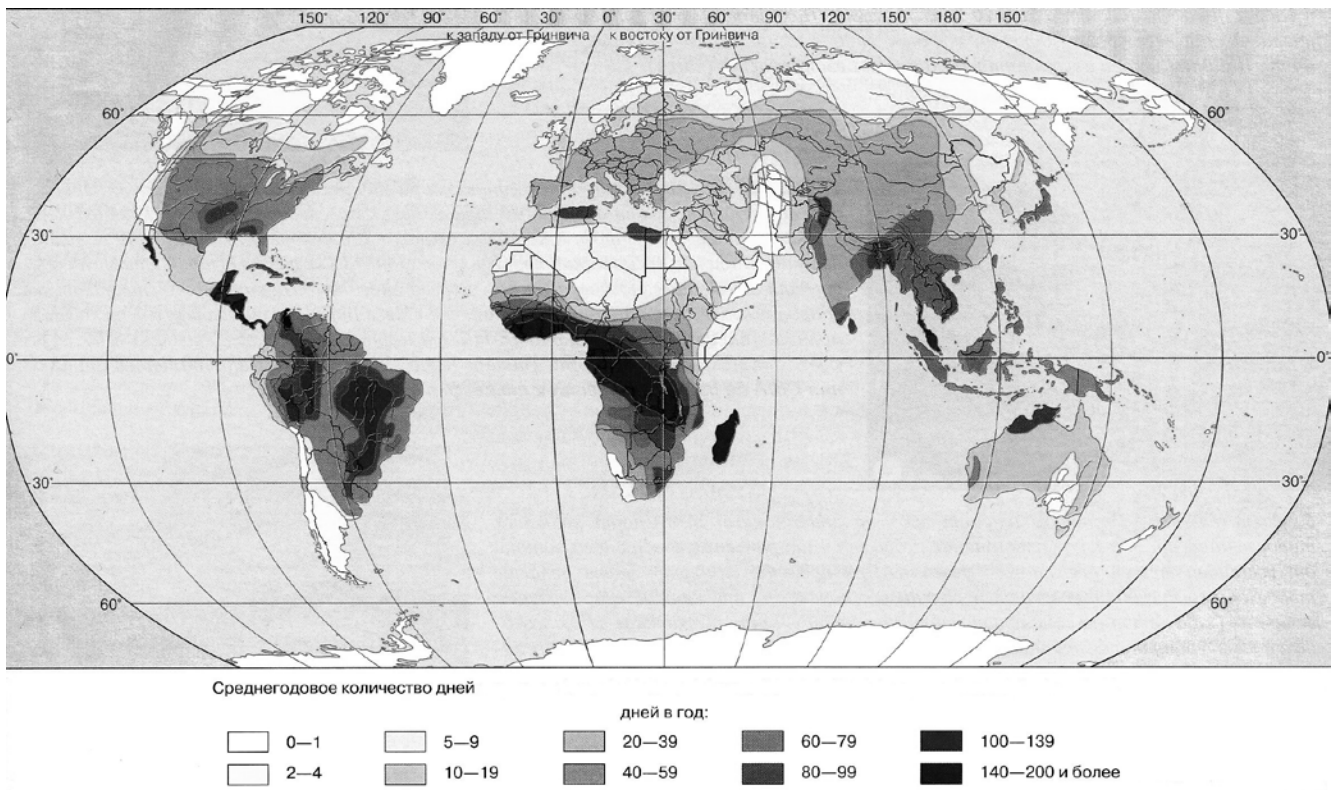 150° 120° 90° 60° 30° 0° 30° 60° 90° 120° 150° 180° 150°
к западу от Гринвича к востоку от Гринвича
60° 60°
30° 30°
0° 0°
30° 30°
60° 60°
Среднегодовое количество дней
дней в год:
0—1 5—9 20—39 60—79 100—139
2—4 10—19 40—59 80—99 140—200 и более